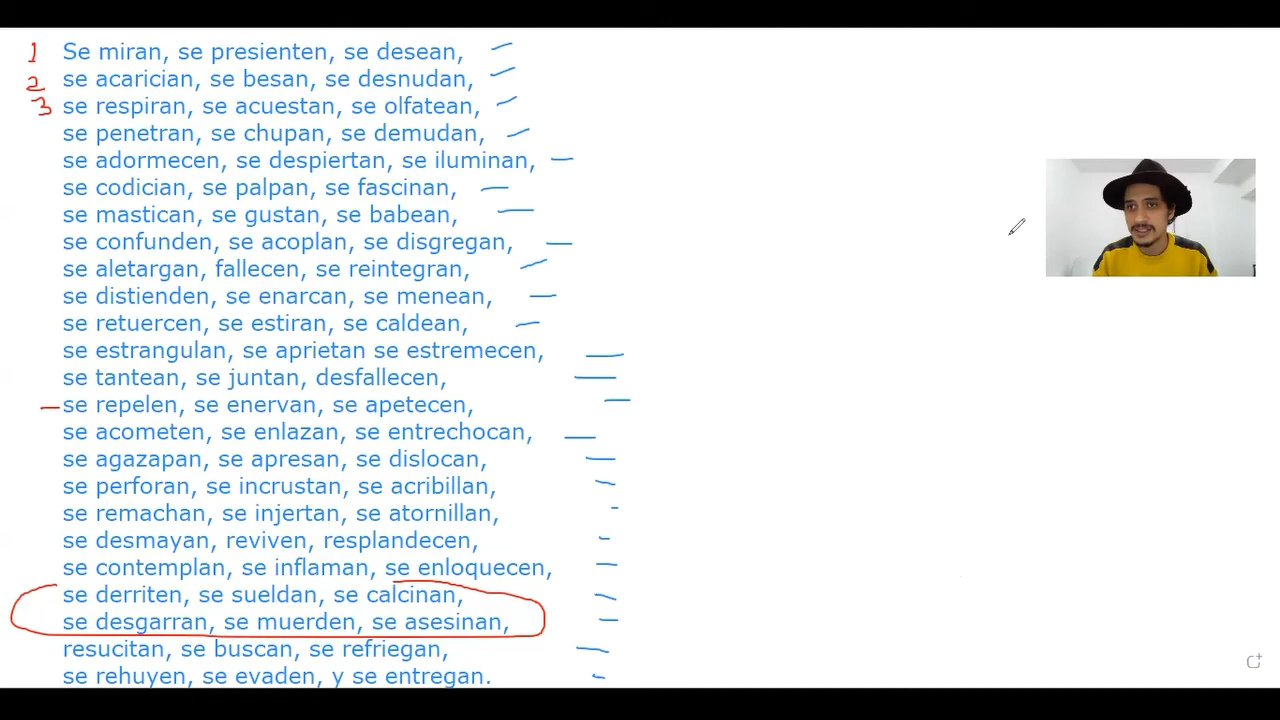 1 Se miran, se presienten, se desean,
2 se acarician, se besan, se desnudan,
3 se respiran, se acuestan, se olfatean,
se penetran, se chupan, se demudan,
se adormecen, se despiertan, se iluminan,
se codician, se palpan, se fascinan,
se mastican, se gustan, se babean,
se confunden, se acoplan, se disgregan,
se aletargan, fallecen, se reintegran,
se distienden, se enarcan, se menean,
se retuercen, se estiran, se caldean,
se estrangulan, se aprietan se estremecen,
se tantean, se juntan, desfallecen,
se repelen, se enervan, se apetecen,
se acometen, se enlazan, se entrechocan,
se agazapan, se apresan, se dislocan,
se perforan, se incrustan, se acribillan,
se remachan, se injertan, se atornillan,
se desmayan, reviven, resplandecen,
se contemplan, se inflaman, se enloquecen,
se derriten, se sueldan, se calcinan,
se desgarran, se muerden, se asesinan,
resucitan, se buscan, se refriegan,
se rehuyen, se evaden, y se entregan.